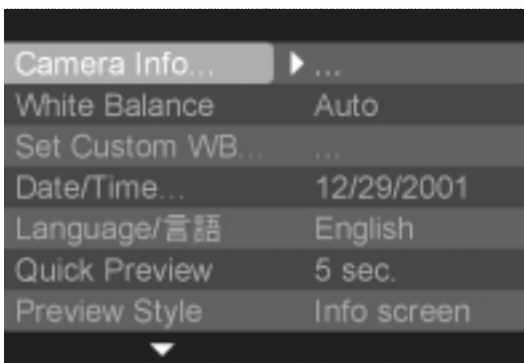 Camera Info... ...
White Balance Auto
Set Custom WB... ...
Date/Time... 12/29/2001
Language/言語 English
Quick Preview 5 sec.
Preview Style Info screen